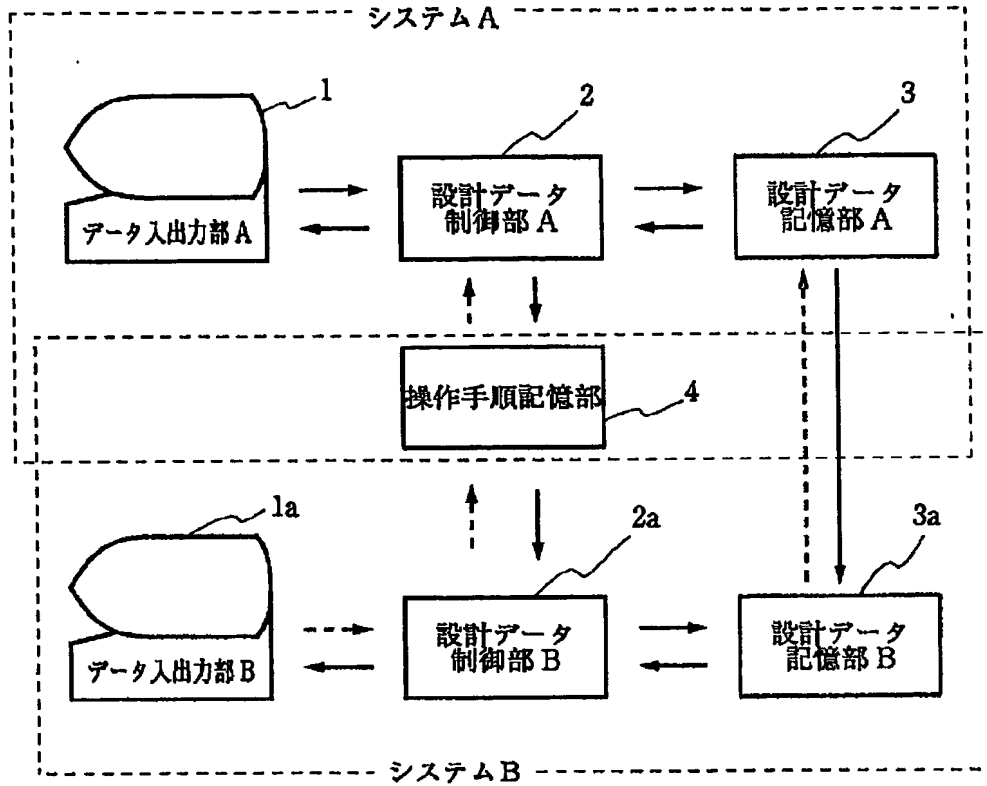 システムA
1
2
3
データ入出力部A
設計データ
制御部A
設計データ
記憶部A
操作手順記憶部
4
1a
2a
3a
データ入出力部B
設計データ
制御部B
設計データ
記憶部B
システムB